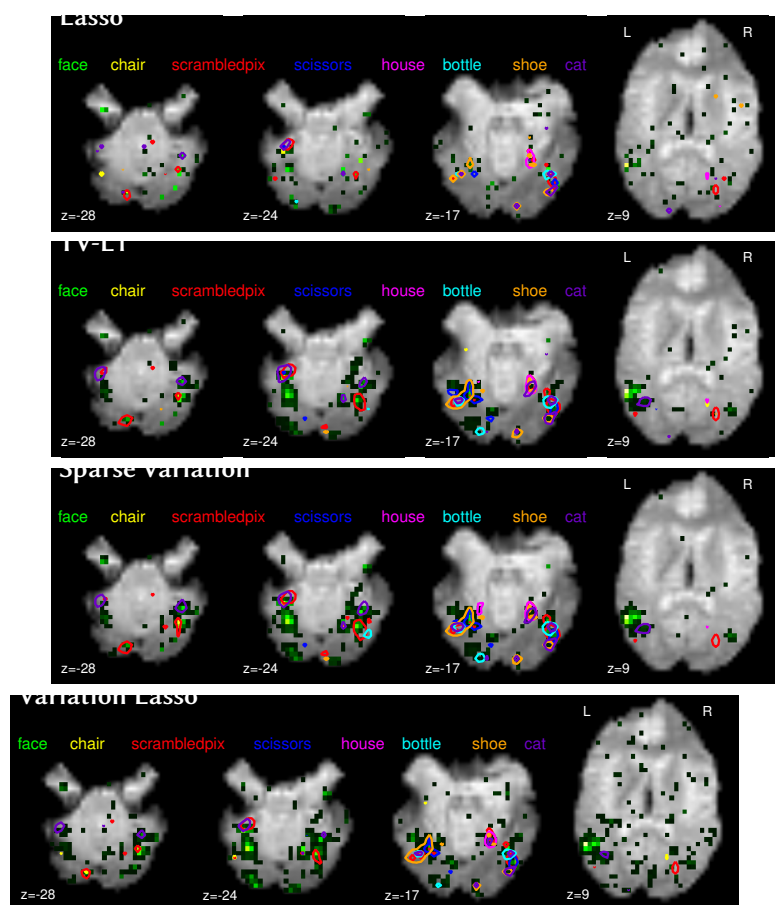 Lasso
L R
face chair scrambledpix scissors house bottle shoe cat
z=-28 z=-24 z=-17 z=9
TV-L1
L R
face chair scrambledpix scissors house bottle shoe cat
z=-28 z=-24 z=-17 z=9
Sparse Variation
face chair scrambledpix scissors house bottle shoe cat
z=-28 z=-24 z=-17 z=9
Variation Lasso
L R
face chair scrambledpix scissors house bottle shoe cat
z=-28 z=-24 z=-17 z=9